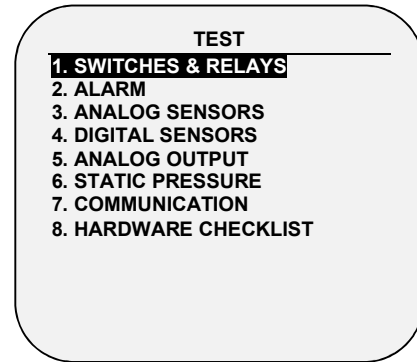 TEST
1. SWITCHES & RELAYS
2. ALARM
3. ANALOG SENSORS
4. DIGITAL SENSORS
5. ANALOG OUTPUT
6. STATIC PRESSURE
7. COMMUNICATION
8. HARDWARE CHECKLIST